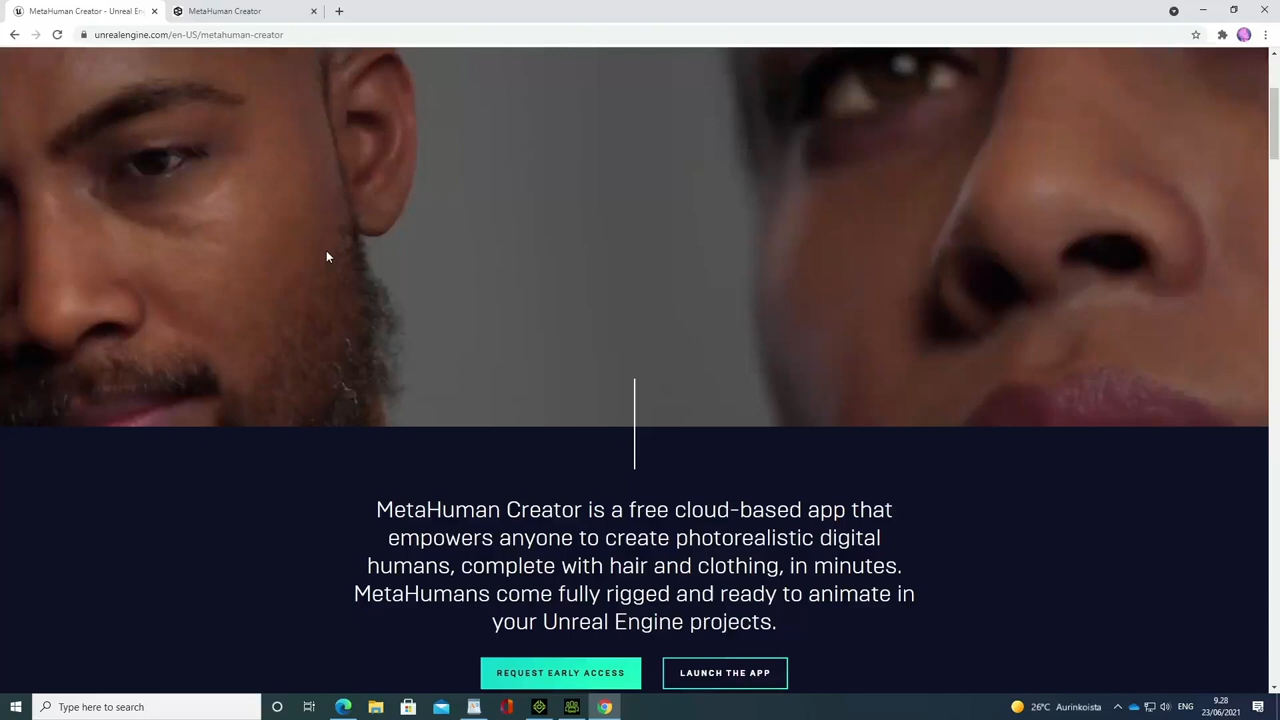 MetaHuman Creator - Unreal En
MetaHuman Creator
unrealengine.com/en-US/metahuman-creator
MetaHuman Creator is a free cloud-based app that
empowers anyone to create photorealistic digital
humans, complete with hair and clothing, in minutes.
MetaHumans come fully rigged and ready to animate in
your Unreal Engine projects.
REQUEST EARLY ACCESS
LAUNCH THE APP
Type here to search
26°C Aurinkoista
ENG
9.28
23/06/2021